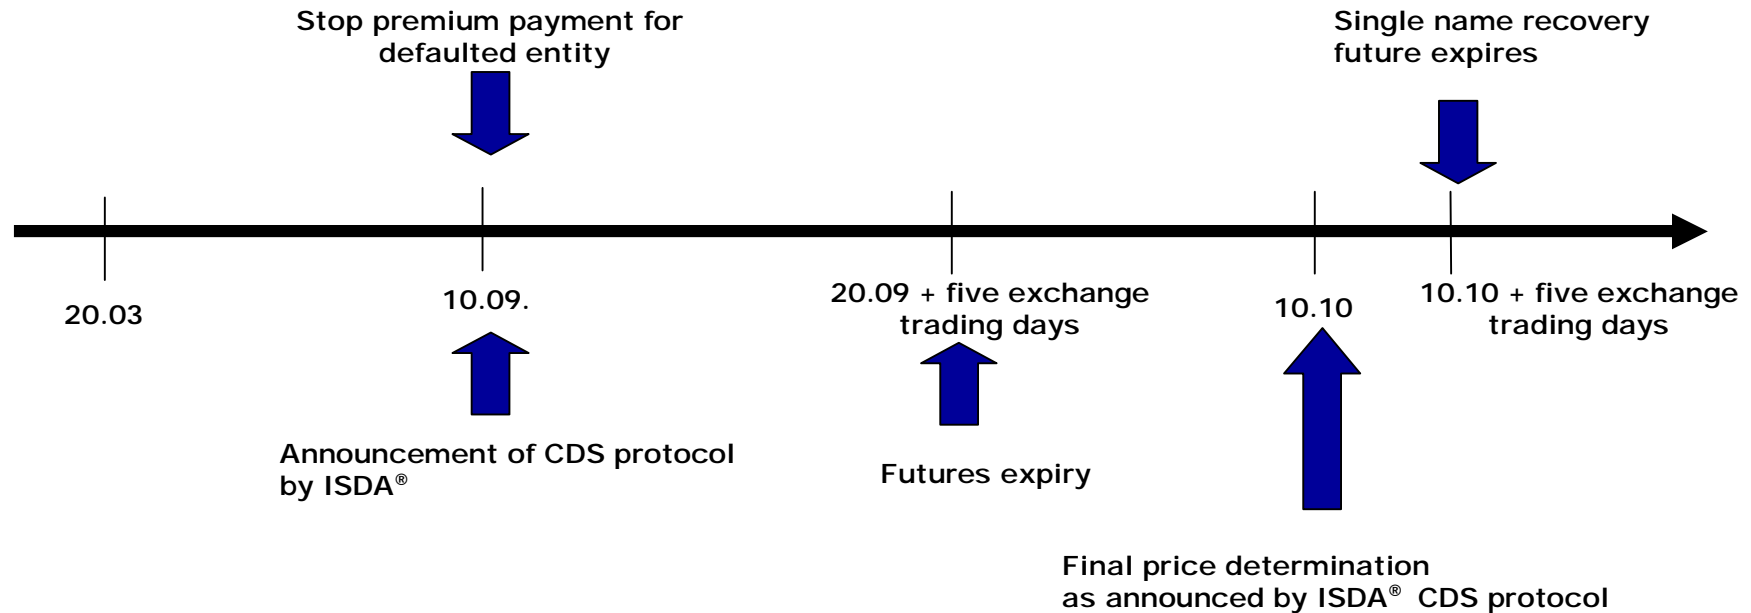 Stop premium payment for
defaulted entity
Single name recovery
future expires
20.03
10.09.
20.09 + five exchange
trading days
10.10
10.10 + five exchange
trading days
Announcement of CDS protocol
by ISDA®
Futures expiry
Final price determination
as announced by ISDA® CDS protocol